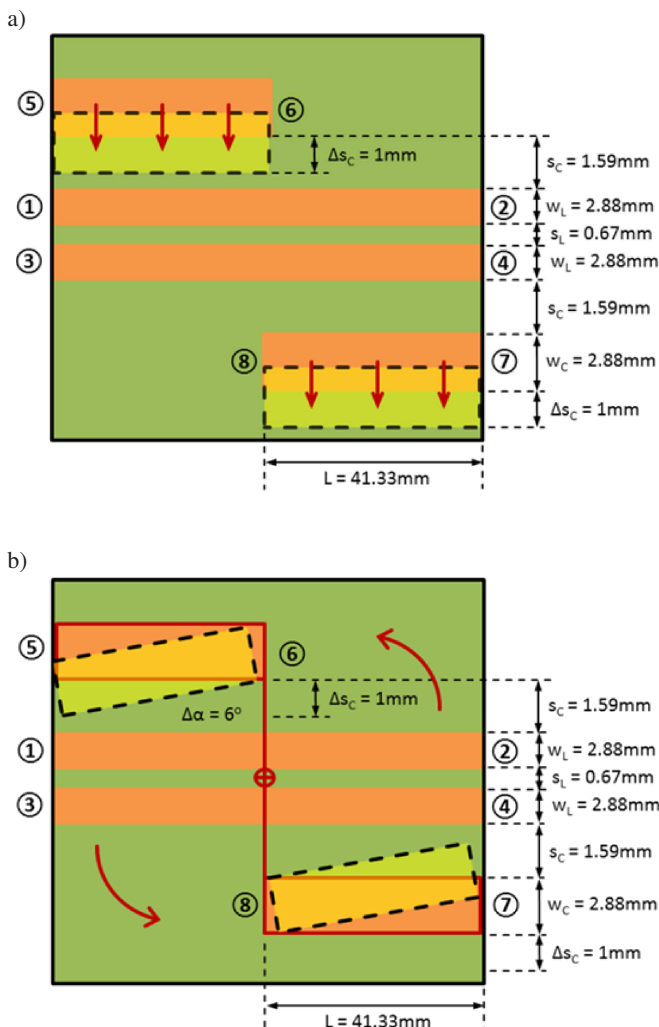 a)
⑤
⑥
Δs_C = 1mm
s_C = 1.59mm
①
②
w_L = 2.88mm
s_L = 0.67mm
③
④
w_L = 2.88mm
s_C = 1.59mm
⑧
⑦
w_C = 2.88mm
Δs_C = 1mm
L = 41.33mm
b)
⑤
⑥
Δs_C = 1mm
s_C = 1.59mm
Δα = 6°
①
②
w_L = 2.88mm
s_L = 0.67mm
③
④
w_L = 2.88mm
s_C = 1.59mm
⑧
⑦
w_C = 2.88mm
Δs_C = 1mm
L = 41.33mm